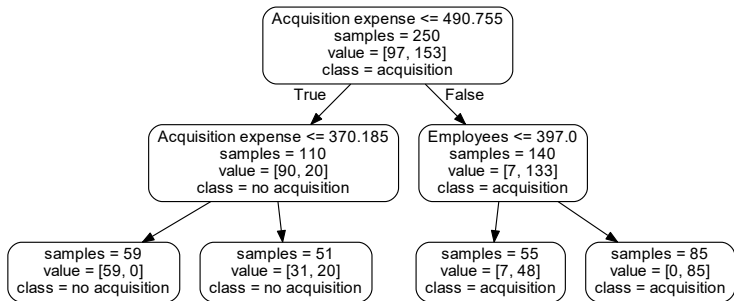 Acquisition expense <= 490.755
samples = 250
value = [97, 153]
class = acquisition
True
False
Acquisition expense <= 370.185
samples = 110
value = [90, 20]
class = no acquisition
Employees <= 397.0
samples = 140
value = [7, 133]
class = acquisition
samples = 59
value = [59, 0]
class = no acquisition
samples = 51
value = [31, 20]
class = no acquisition
samples = 55
value = [7, 48]
class = acquisition
samples = 85
value = [0, 85]
class = acquisition